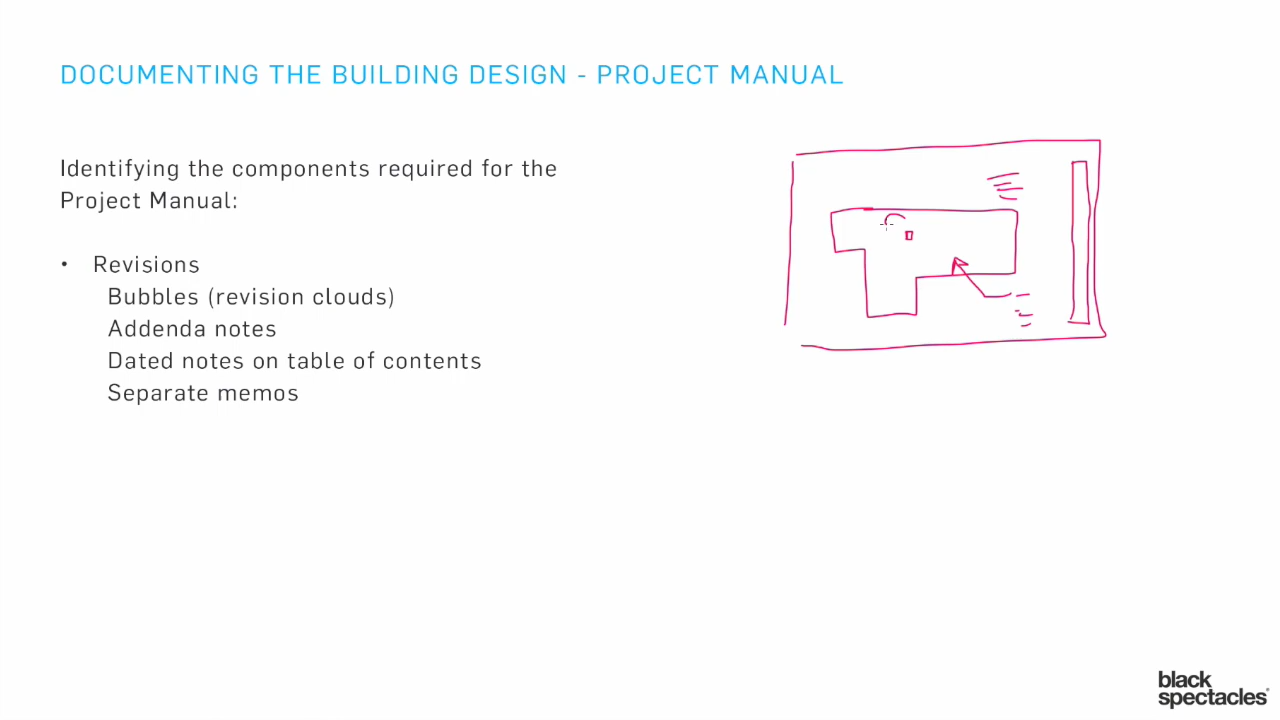 DOCUMENTING THE BUILDING DESIGN - PROJECT MANUAL
Identifying the components required for the
Project Manual:
• Revisions
Bubbles (revision clouds)
Addenda notes
Dated notes on table of contents
Separate memos
black
spectacles®